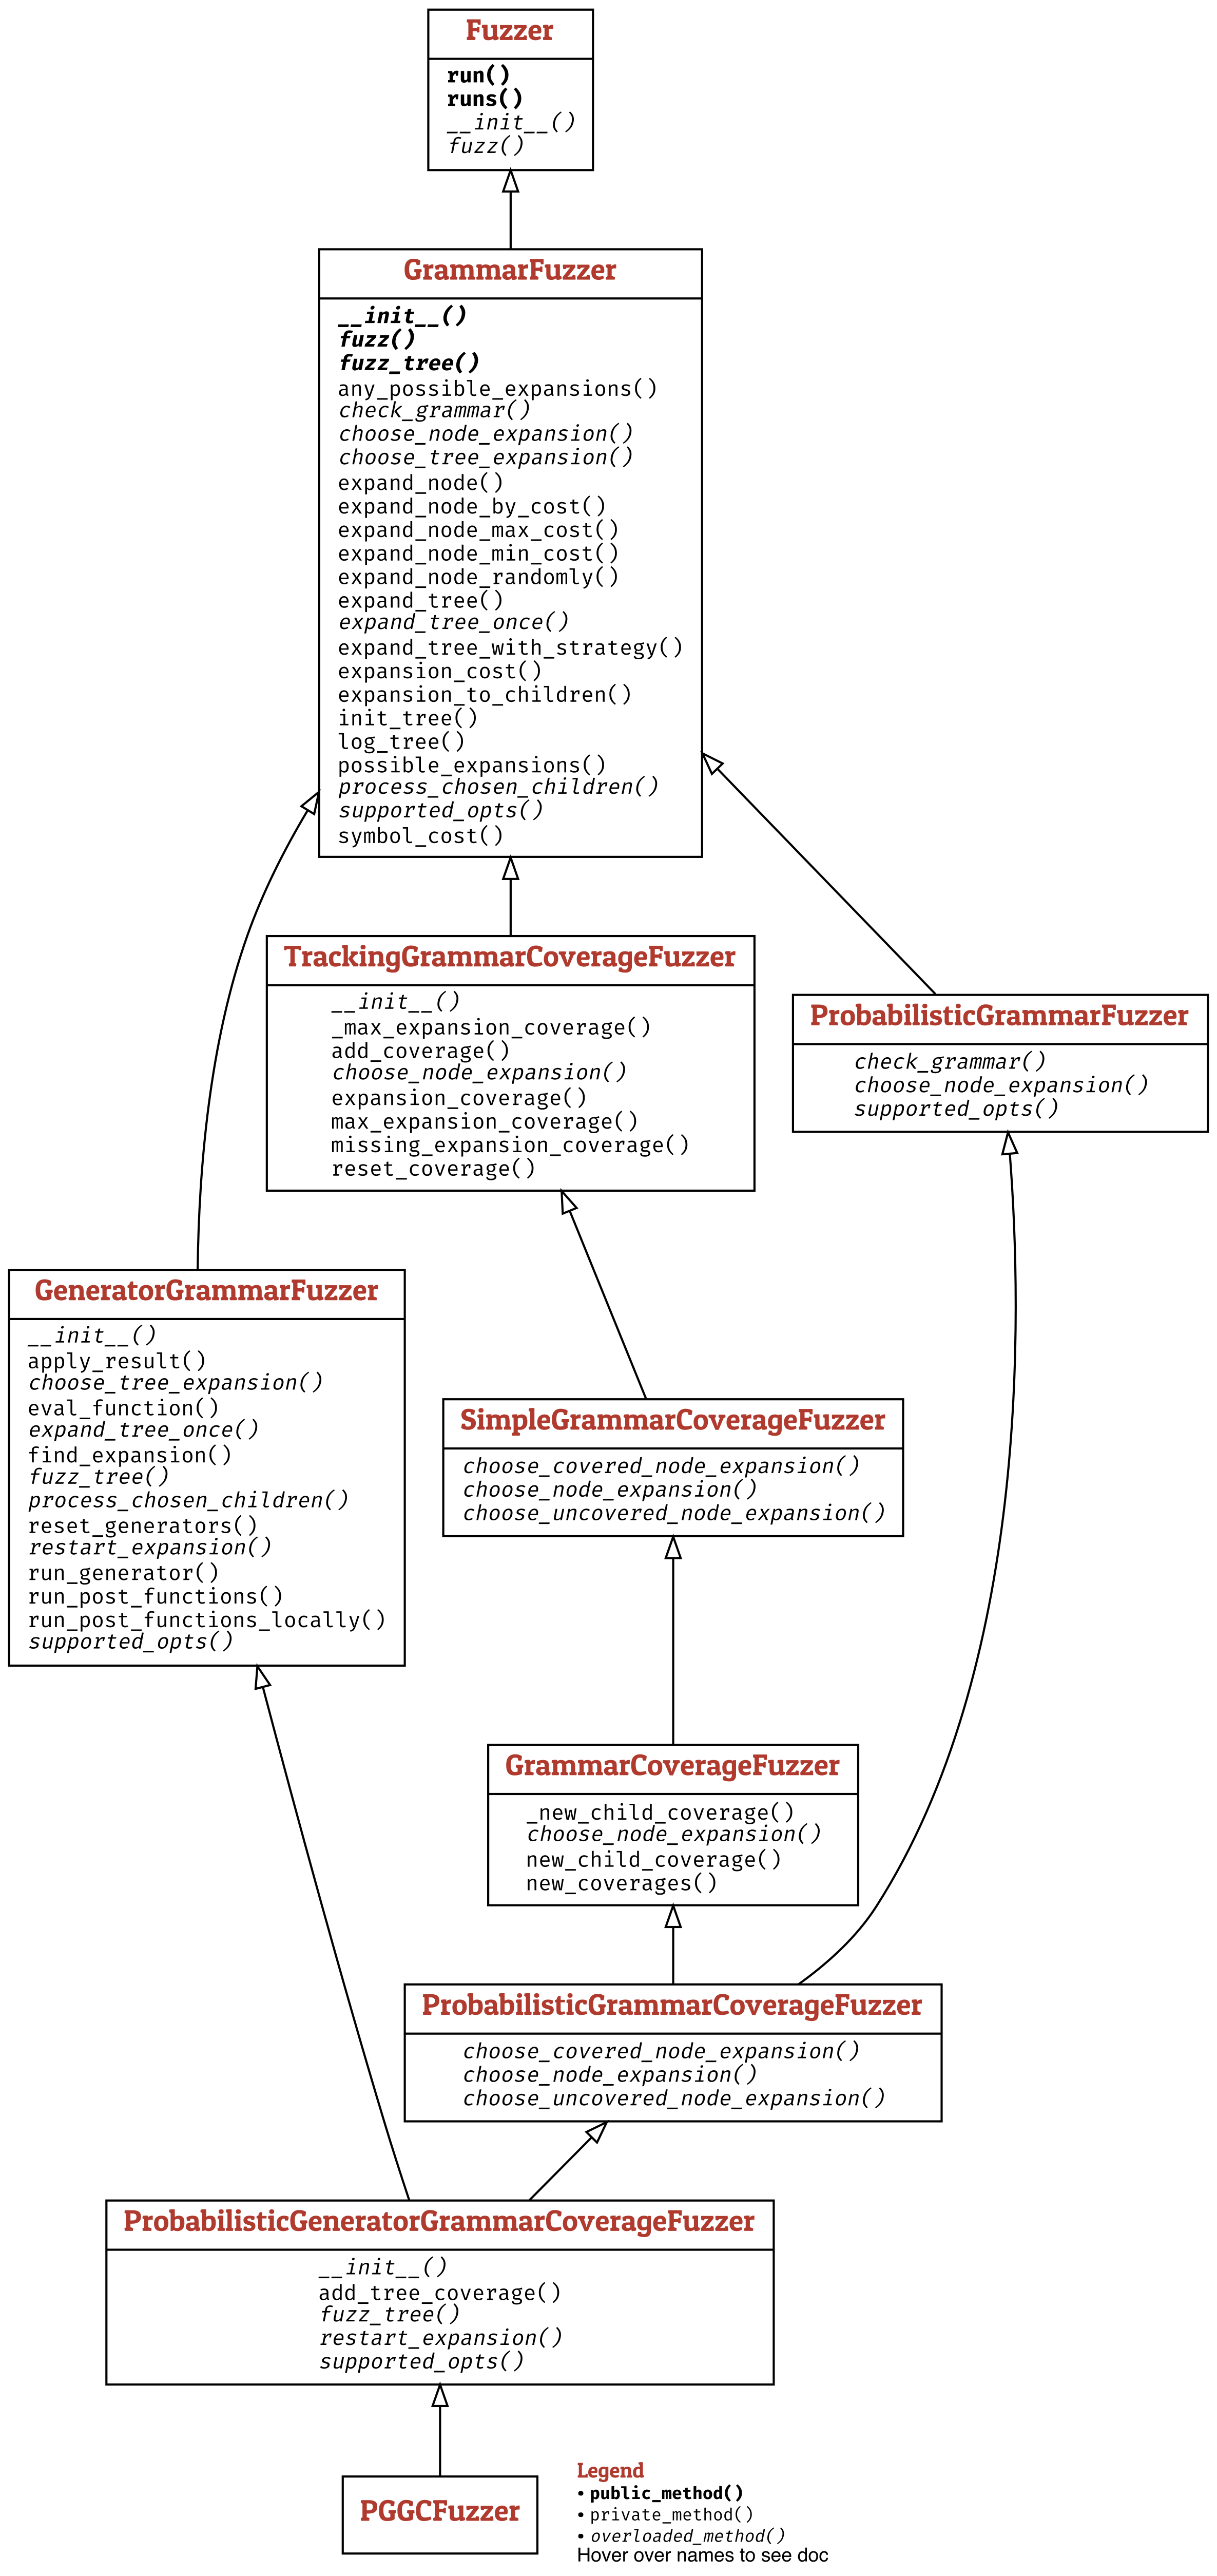 Fuzzer
run()
runs()
__init__()
fuzz()
GrammarFuzzer
__init__()
fuzz()
fuzz_tree()
any_possible_expansions()
check_grammar()
choose_node_expansion()
choose_tree_expansion()
expand_node()
expand_node_by_cost()
expand_node_max_cost()
expand_node_min_cost()
expand_node_randomly()
expand_tree()
expand_tree_once()
expand_tree_with_strategy()
expansion_cost()
expansion_to_children()
init_tree()
log_tree()
possible_expansions()
process_chosen_children()
supported_opts()
symbol_cost()
TrackingGrammarCoverageFuzzer
__init__()
_max_expansion_coverage()
add_coverage()
choose_node_expansion()
expansion_coverage()
max_expansion_coverage()
missing_expansion_coverage()
reset_coverage()
ProbabilisticGrammarFuzzer
check_grammar()
choose_node_expansion()
supported_opts()
GeneratorGrammarFuzzer
__init__()
apply_result()
choose_tree_expansion()
eval_function()
expand_tree_once()
find_expansion()
fuzz_tree()
process_chosen_children()
reset_generators()
restart_expansion()
run_generator()
run_post_functions()
run_post_functions_locally()
supported_opts()
SimpleGrammarCoverageFuzzer
choose_covered_node_expansion()
choose_node_expansion()
choose_uncovered_node_expansion()
GrammarCoverageFuzzer
_new_child_coverage()
choose_node_expansion()
new_child_coverage()
new_coverages()
ProbabilisticGrammarCoverageFuzzer
choose_covered_node_expansion()
choose_node_expansion()
choose_uncovered_node_expansion()
ProbabilisticGeneratorGrammarCoverageFuzzer
__init__()
add_tree_coverage()
fuzz_tree()
restart_expansion()
supported_opts()
PGGCFuzzer
Legend
• public_method()
• private_method()
• overloaded_method()
Hover over names to see doc